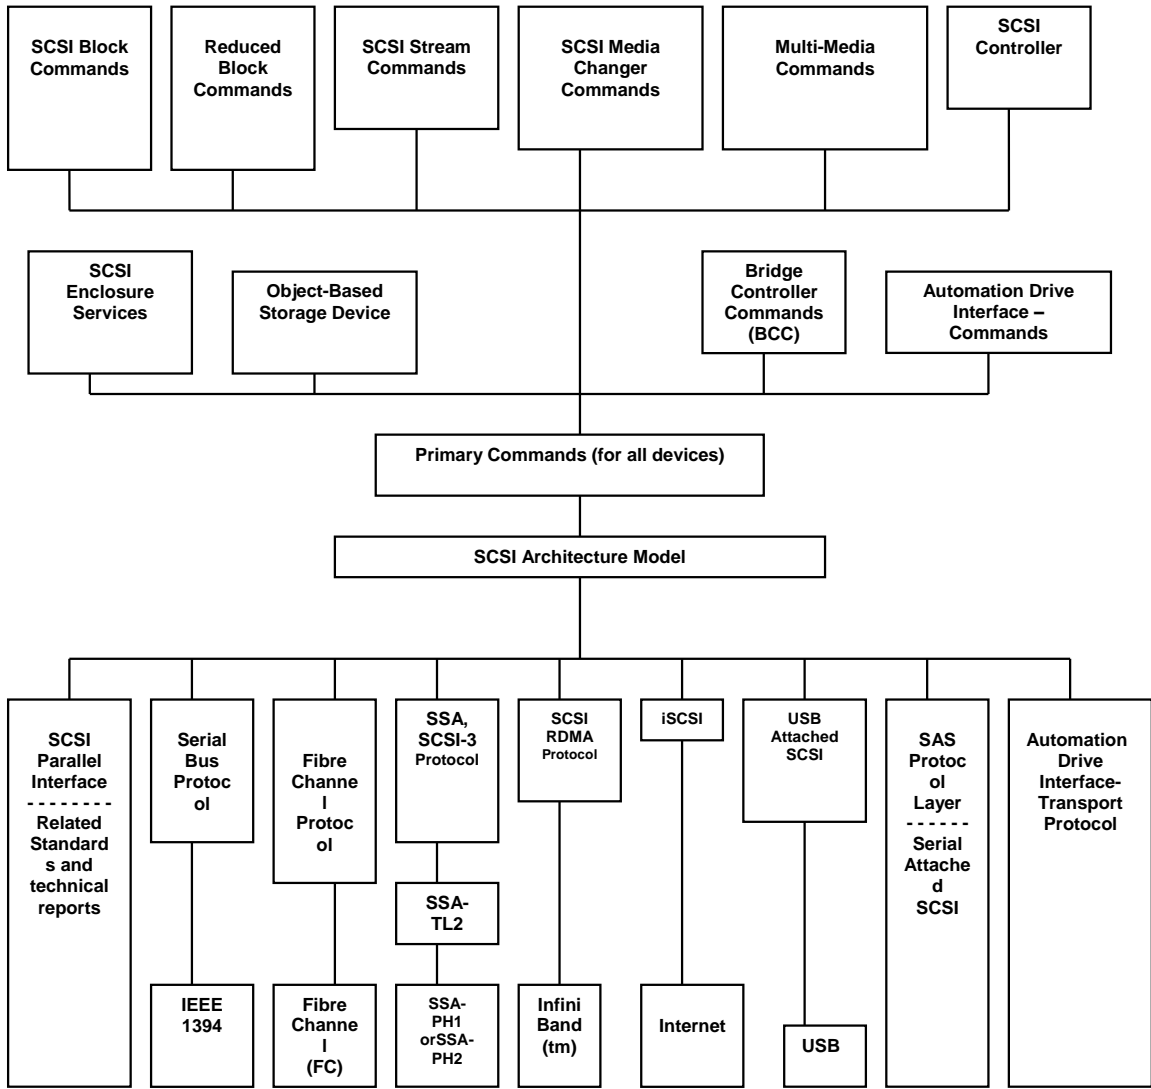 SCSI Block
Commands
Reduced
Block
Commands
SCSI Stream
Commands
SCSI Media
Changer
Commands
Multi-Media
Commands
SCSI
Controller
SCSI
Enclosure
Services
Object-Based
Storage Device
Bridge
Controller
Commands
(BCC)
Automation Drive
Interface –
Commands
Primary Commands (for all devices)
SCSI Architecture Model
SCSI
Parallel
Interface
- - - - - - - -
Related
Standard
s and
technical
reports
Serial
Bus
Protoc
ol
Fibre
Channe
l
Protoc
ol
SSA,
SCSI-3
Protocol
SCSI
RDMA
Protocol
iSCSI
USB
Attached
SCSI
SAS
Protoc
ol
Layer
- - - - - -
Serial
Attache
d
SCSI
Automation
Drive
Interface-
Transport
Protocol
SSA-
TL2
IEEE
1394
Fibre
Channe
l
(FC)
SSA-
PH1
orSSA-
PH2
Infini
Band
(tm)
Internet
USB